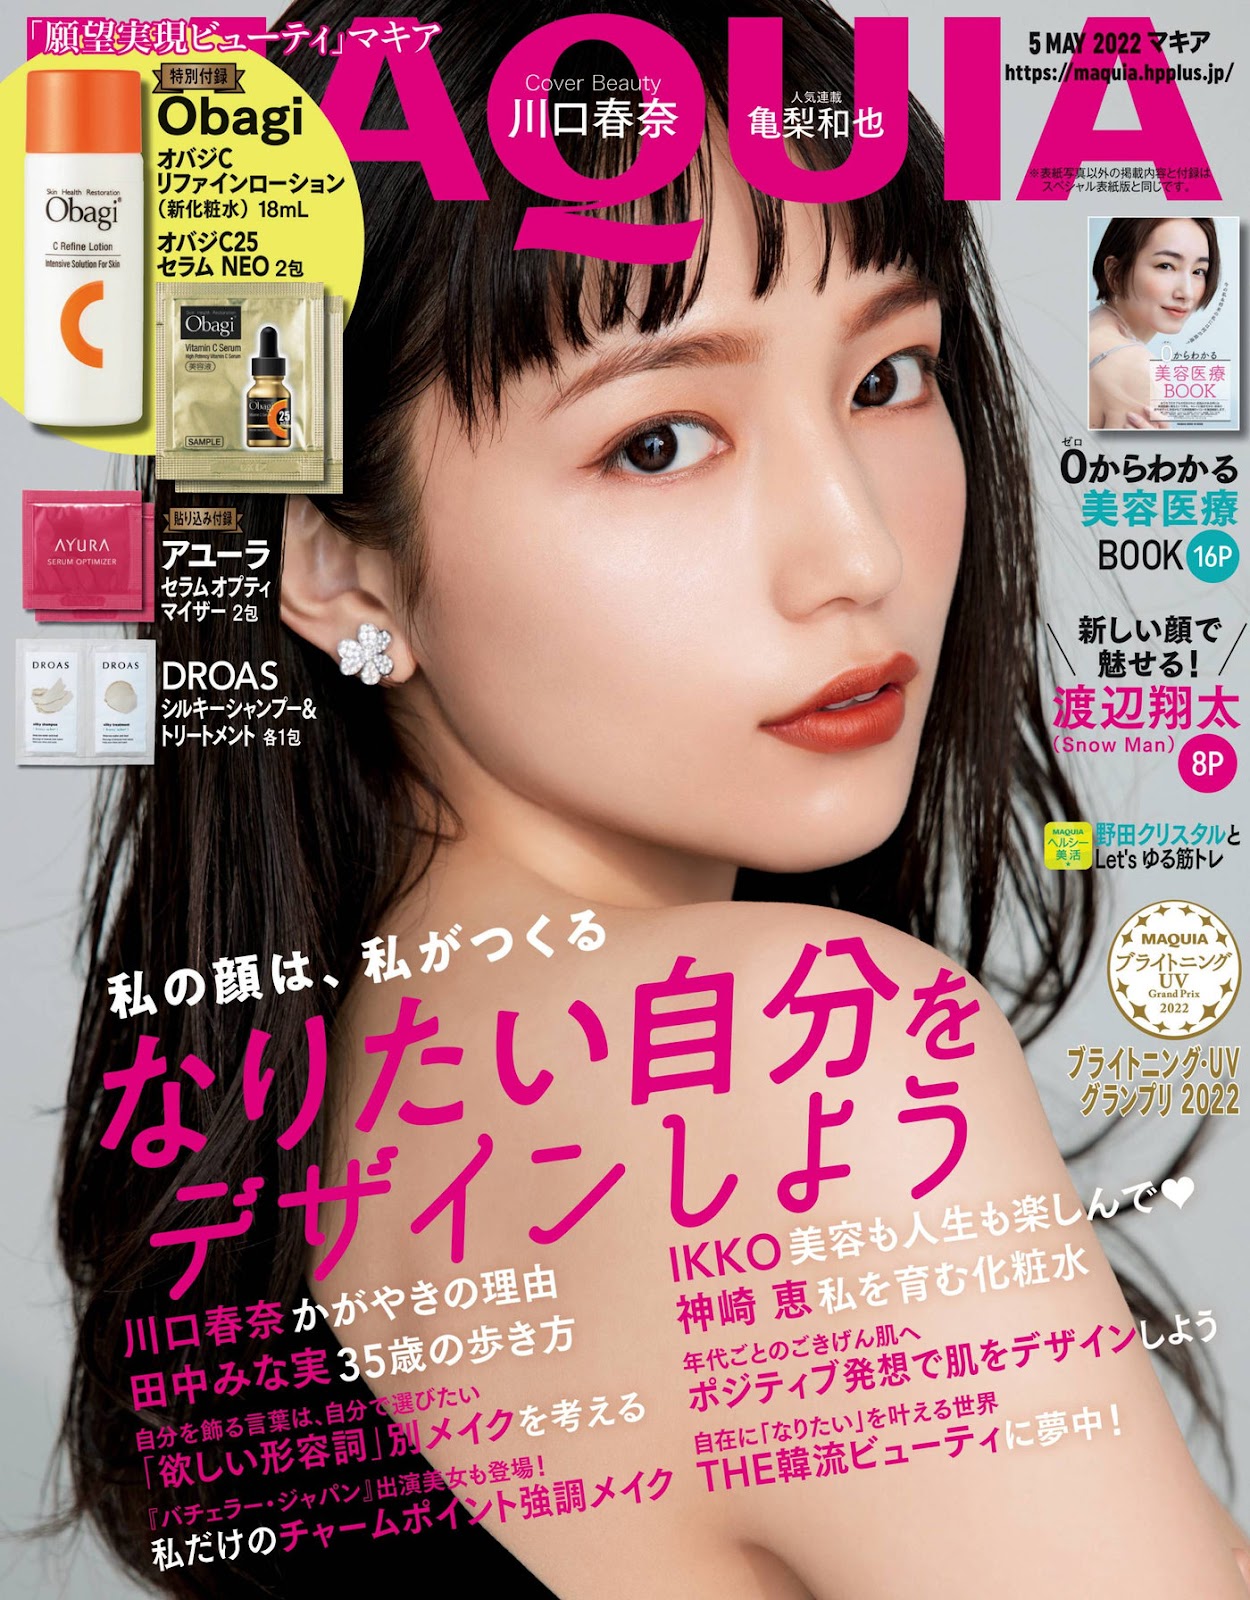 「願望実現ビューティ」マキア
MAQUIA
5 MAY 2022 マキア
https://maquia.hpplus.jp/
Cover Beauty
川口春奈
人気連載
亀梨和也
※表紙写真以外の掲載内容と付録は
スペシャル表紙版と同じです。
特別付録
Obagi
オバジC
リファインローション
（新化粧水） 18mL
オバジC25
セラム NEO 2包
Skin Health Restoration
Obagi®
C Refine Lotion
Intensive Solution For Skin
C
Skin Health Restoration
Obagi
Vitamin C Serum
High Potency Vitamin C Serum
美容液
Obagi
25
SAMPLE
AYURA
SERUM OPTIMIZER
貼り込み付録
アユーラ
セラムオプティ
マイザー 2包
DROAS
silky shampoo
DROAS
silky treatment
DROAS
シルキーシャンプー&
トリートメント 各1包
0からわかる
美容医療
BOOK
ゼロ
0からわかる
美容医療
BOOK 16P
新しい顔で
魅せる！
渡辺翔太
（Snow Man）
8P
MAQUIA
ヘルシー
美活
野田クリスタルと
Let's ゆる筋トレ
MAQUIA
ブライトニング
UV
Grand Prix
2022
ブライトニング・UV
グランプリ 2022
私の顔は、私がつくる
なりたい自分を
デザインしよう
川口春奈 かがやきの理由
田中みな実 35歳の歩き方
自分を飾る言葉は、自分で選びたい
「欲しい形容詞」別メイクを考える
『バチェラー・ジャパン』出演美女も登場！
私だけのチャームポイント強調メイク
IKKO 美容も人生も楽しんで♥
神崎 恵 私を育む化粧水
年代ごとのごきげん肌へ
ポジティブ発想で肌をデザインしよう
自在に「なりたい」を叶える世界
THE韓流ビューティに夢中！